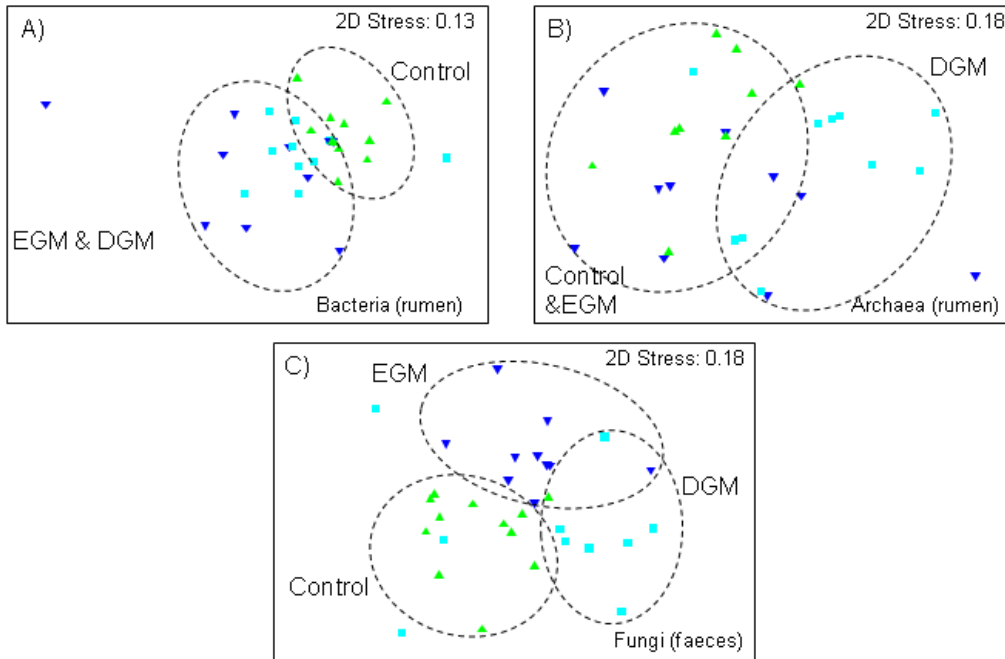 A)
2D Stress: 0.13
Control
EGM & DGM
Bacteria (rumen)
B)
2D Stress: 0.18
DGM
Control
&EGM
Archaea (rumen)
C)
2D Stress: 0.18
EGM
DGM
Control
Fungi (faeces)